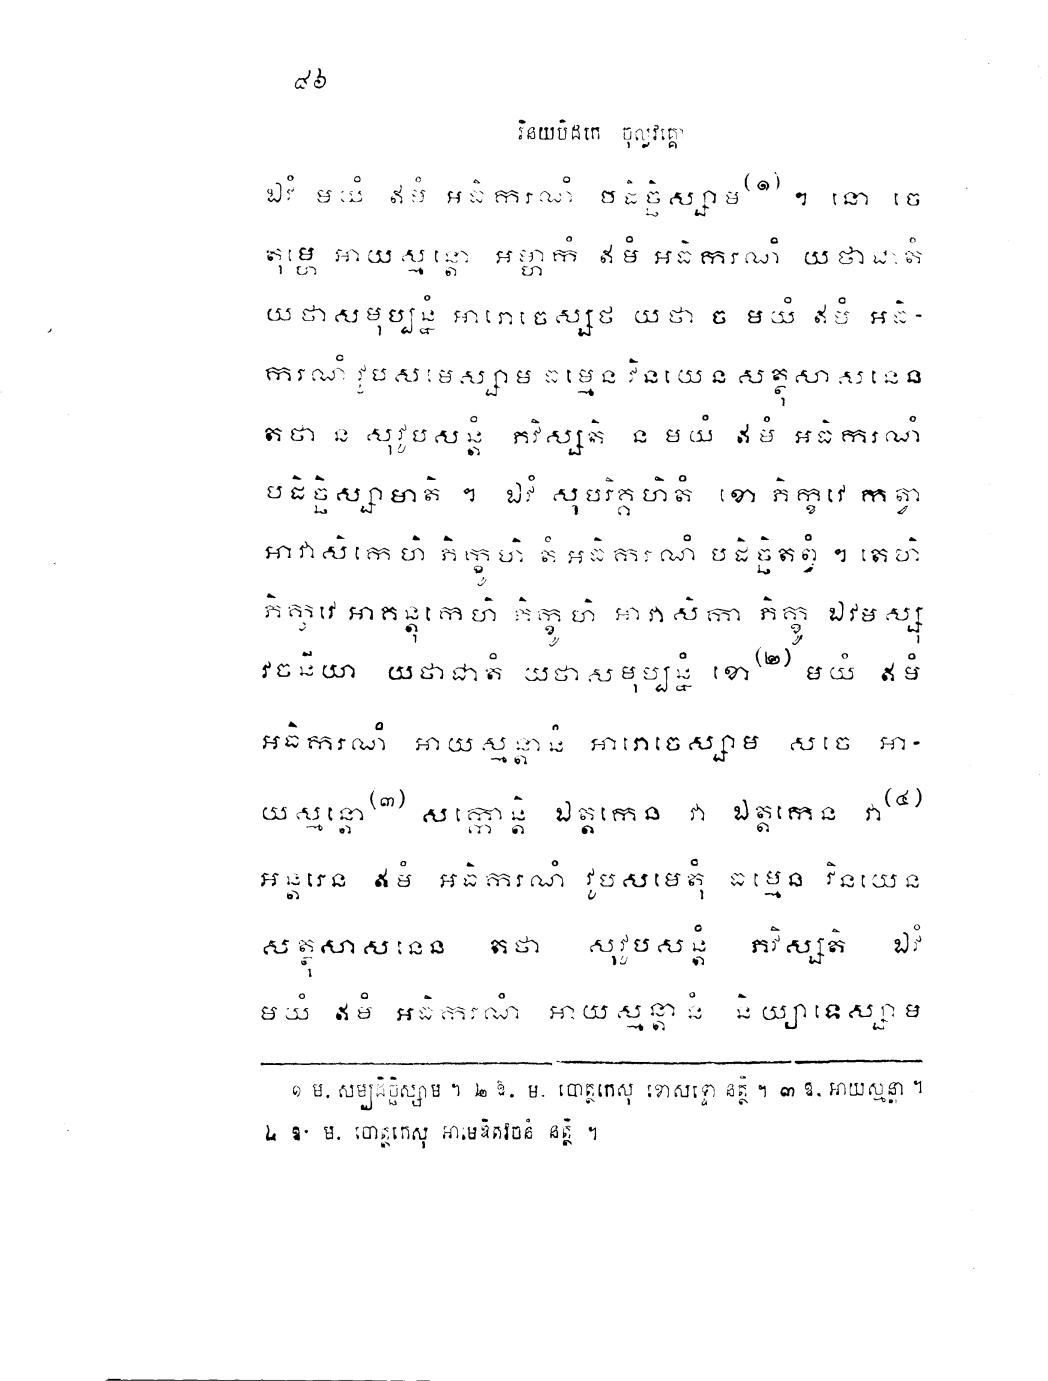 ៨៦
វិនយបិដកេ ចុល្លវគ្គោ
ឯវំ មយំ ឥមំ អធិករណំ បដិច្ឆិស្សាម(១) ។ នោ ចេ
តុម្ហេ អាយស្មន្តោ អម្ហាកំ ឥមំ អធិករណំ យថាជាតំ
យថាសមុប្បន្នំ អារោចេស្សថ យថា ច មយំ ឥមំ អធិ-
ករណំ វូបសមេស្សាម ធម្មេន វិនយេន សត្ថុសាសនេន
តថា ន សុវូបសន្តំ ភវិស្សតិ ន មយំ ឥមំ អធិករណំ
បដិច្ឆិស្សាមាតិ ។ ឯវំ សុបរិគ្គហិតំ ខោ ភិក្ខវេ កត្វា
អាវាសិកេហិ ភិក្ខូហិ តំ អធិករណំ បដិច្ឆិតព្វំ ។ តេហិ
ភិក្ខវេ អាគន្តុកេហិ ភិក្ខូហិ អាវាសិកា ភិក្ខូ ឯវមស្សុ
វចនីយា យថាជាតំ យថាសមុប្បន្នំ ខោ(២) មយំ ឥមំ
អធិករណំ អាយស្មន្តានំ អារោចេស្សាម សចេ អា-
យស្មន្តោ(៣) សក្កោន្តិ ឯត្តកេន វា ឯត្តកេន វា(៤)
អន្តរេន ឥមំ អធិករណំ វូបសមេតុំ ធម្មេន វិនយេន
សត្ថុសាសនេន តថា សុវូបសន្តំ ភវិស្សតិ ឯវំ
មយំ ឥមំ អធិករណំ អាយស្មន្តានំ និយ្យាទេស្សាម
១ ម. សម្បដិច្ឆិស្សាម ។ ២ ឱ. ម. បោត្ថកេសុ ខោសទ្ទោ នត្ថិ ។ ៣ ឱ. អាយស្មន្តា ។
៤ ឱ. ម. បោត្ថកេសុ នត្ថិ ។